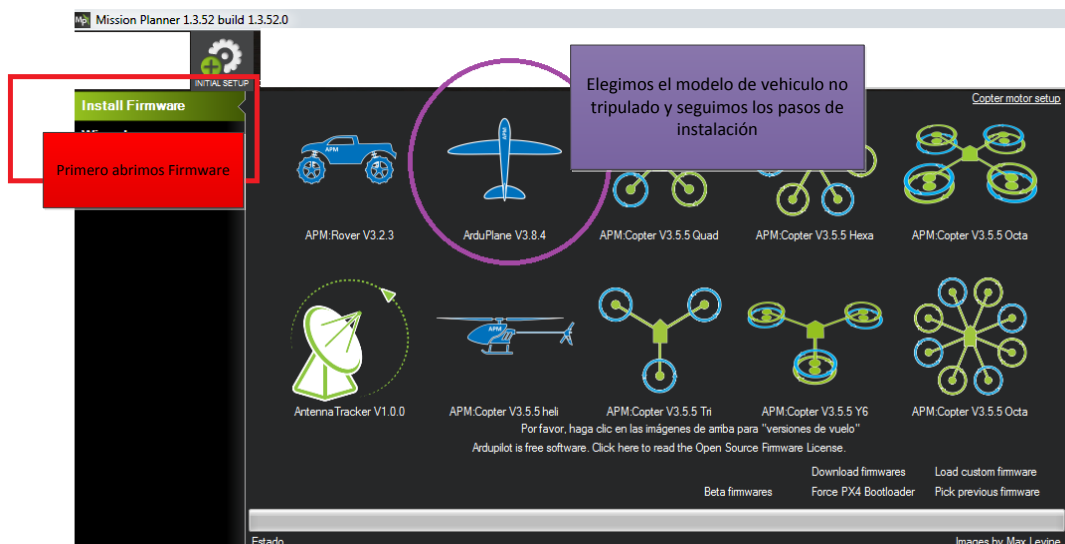 Mission Planner 1.3.52 build 1.3.52.0
INITIAL SETUP
Install Firmware
Primero abrimos Firmware
Elegimos el modelo de vehiculo no
tripulado y seguimos los pasos de
instalación
Copter motor setup
APM
APM
APM:Rover V3.2.3
ArduPlane V3.8.4
APM:Copter V3.5.5 Quad
APM:Copter V3.5.5 Hexa
APM:Copter V3.5.5 Octa
APM
Antenna Tracker V1.0.0
APM:Copter V3.5.5 heli
APM:Copter V3.5.5 Tri
APM:Copter V3.5.5 Y6
APM:Copter V3.5.5 Octa
Por favor, haga clic en las imágenes de arriba para "versiones de vuelo"
Ardupilot is free software. Click here to read the Open Source Firmware License.
Download firmwares
Load custom firmware
Beta firmwares
Force PX4 Bootloader
Pick previous firmware
Estado
Images by Max Levine